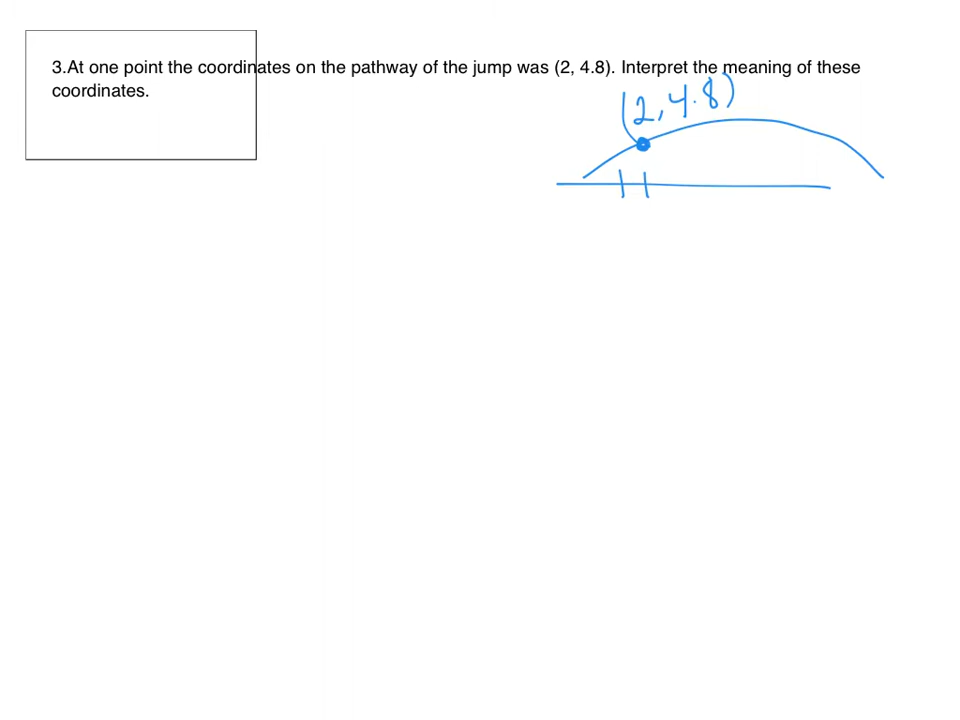 3.At one point the coordinates on the pathway of the jump was (2, 4.8). Interpret the meaning of these
coordinates.
(2, 4.8)